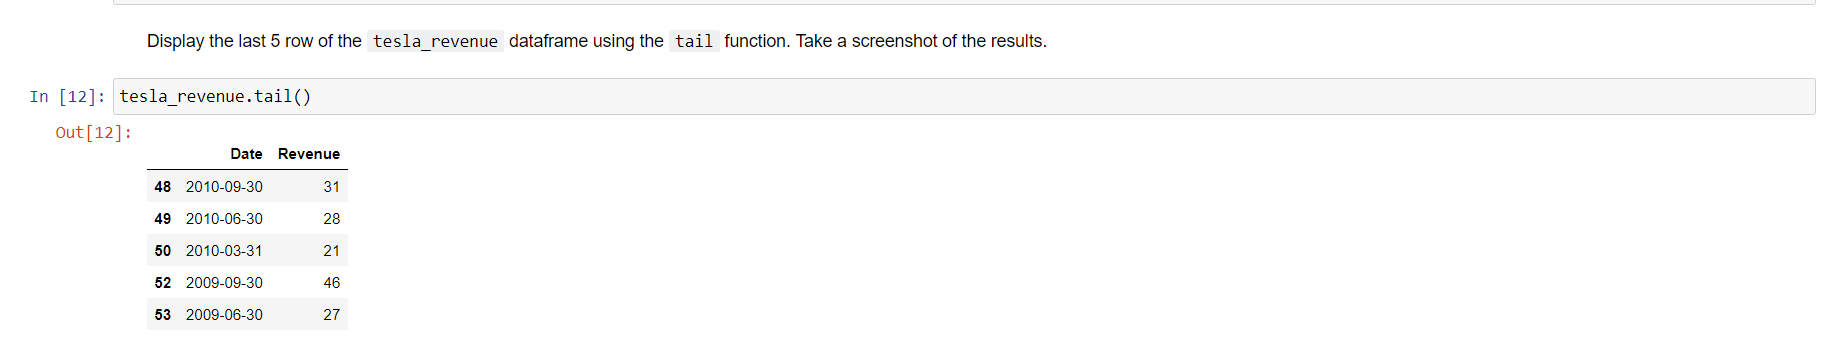 Display the last 5 row of the tesla_revenue dataframe using the tail function. Take a screenshot of the results.
In [12]: tesla_revenue.tail()
Out[12]:
Date Revenue
48 2010-09-30 31
49 2010-06-30 28
50 2010-03-31 21
52 2009-09-30 46
53 2009-06-30 27